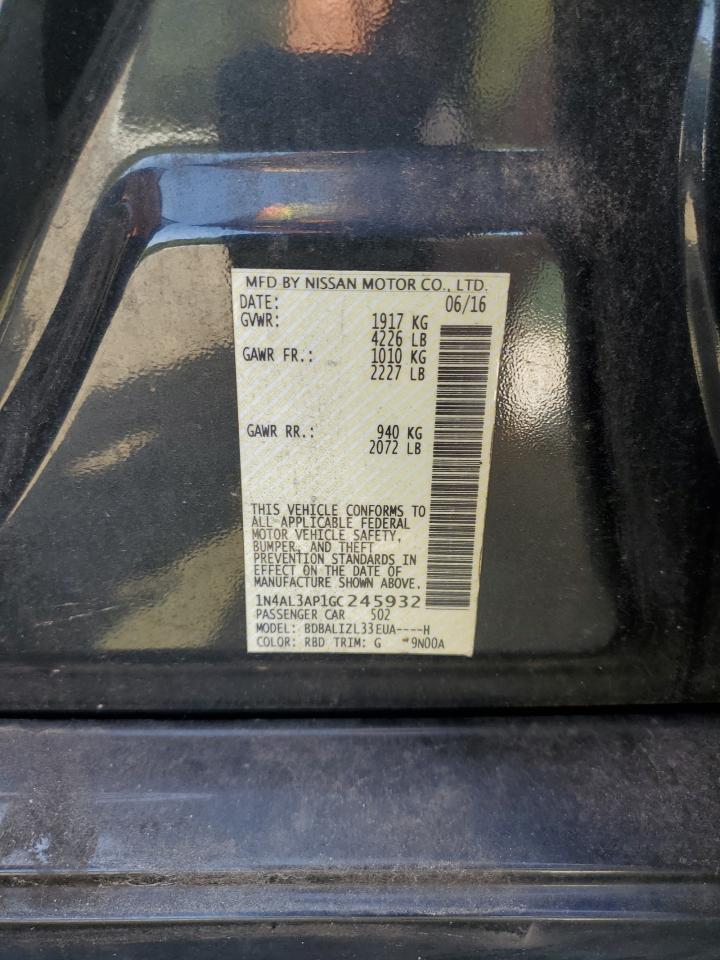 MFD BY NISSAN MOTOR CO., LTD.
DATE: 06/16
GVWR: 1917 KG
4226 LB
GAWR FR.: 1010 KG
2227 LB
GAWR RR.: 940 KG
2072 LB
THIS VEHICLE CONFORMS TO
ALL APPLICABLE FEDERAL
MOTOR VEHICLE SAFETY,
BUMPER, AND THEFT
PREVENTION STANDARDS IN
EFFECT ON THE DATE OF
MANUFACTURE SHOWN ABOVE.
1N4AL3AP1GC245932
PASSENGER CAR 502
MODEL: BDBALIZL33EUA----H
COLOR: RBD TRIM: G *9N00A